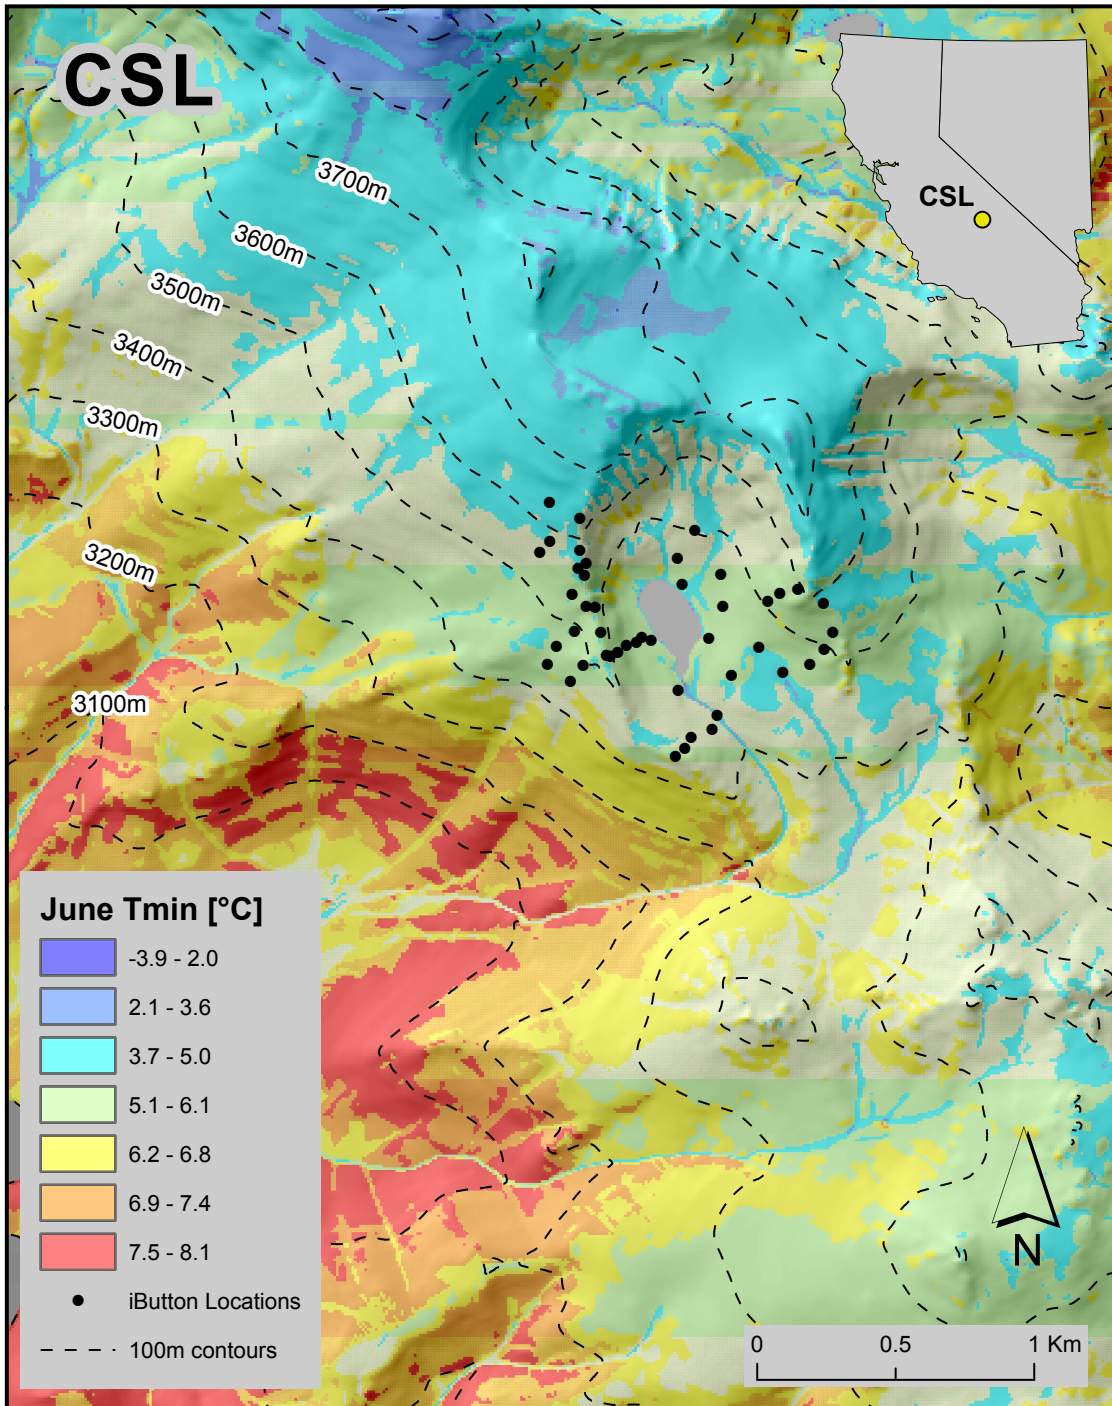 CSL
CSL
3700m
3600m
3500m
3400m
3300m
3200m
3100m
June Tmin [°C]
-3.9 - 2.0
2.1 - 3.6
3.7 - 5.0
5.1 - 6.1
6.2 - 6.8
6.9 - 7.4
7.5 - 8.1
iButton Locations
100m contours
N
0 0.5 1 Km